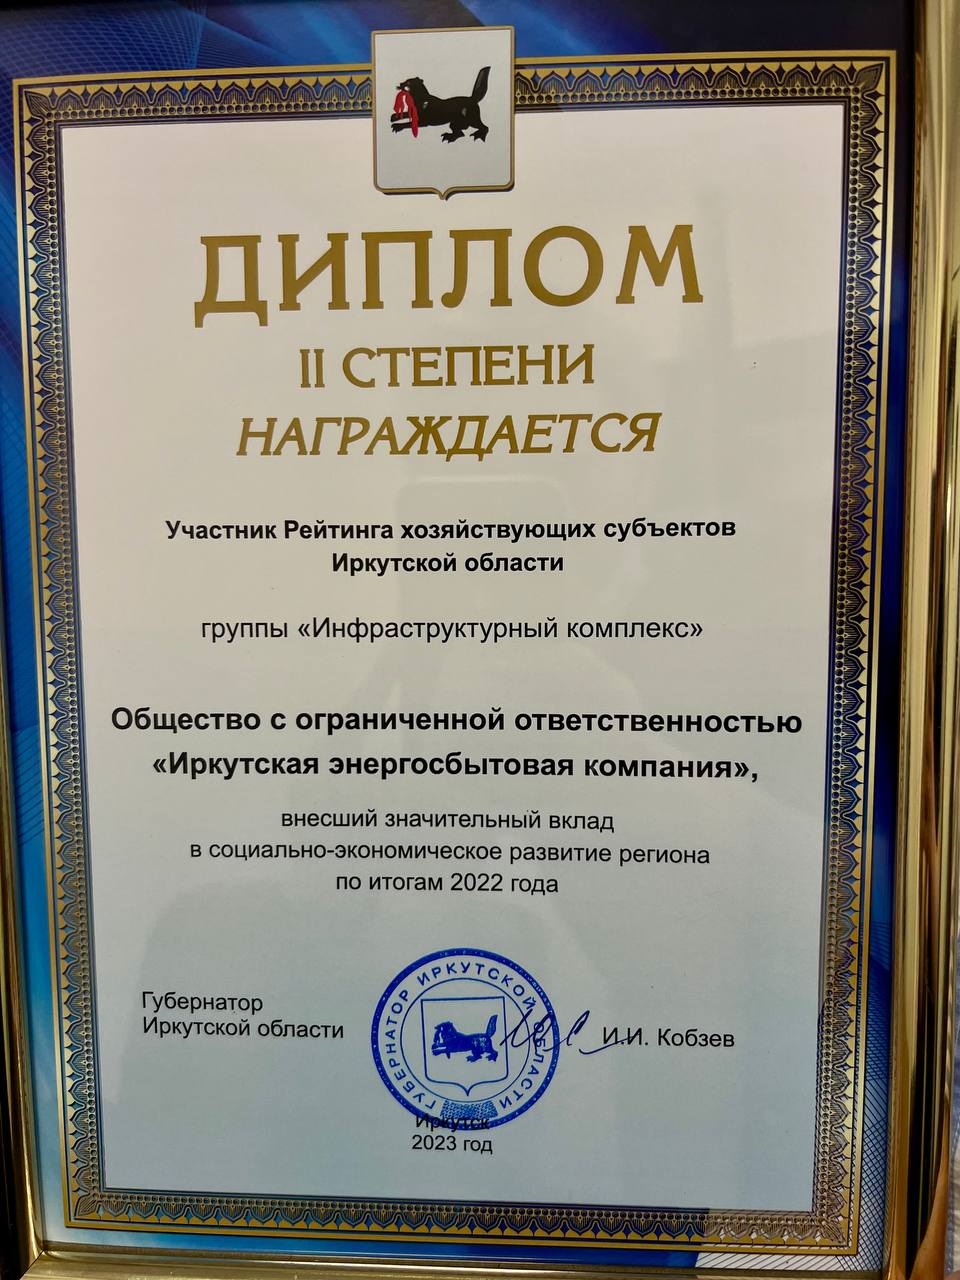 ДИПЛОМ
II СТЕПЕНИ
НАГРАЖДАЕТСЯ
Участник Рейтинга хозяйствующих субъектов
Иркутской области
группы «Инфраструктурный комплекс»
Общество с ограниченной ответственностью
«Иркутская энергосбытовая компания»,
внесший значительный вклад
в социально-экономическое развитие региона
по итогам 2022 года
Губернатор
Иркутской области
ГУБЕРНАТОР ИРКУТСКОЙ ОБЛАСТИ
И.И. Кобзев
Иркутск
2023 год